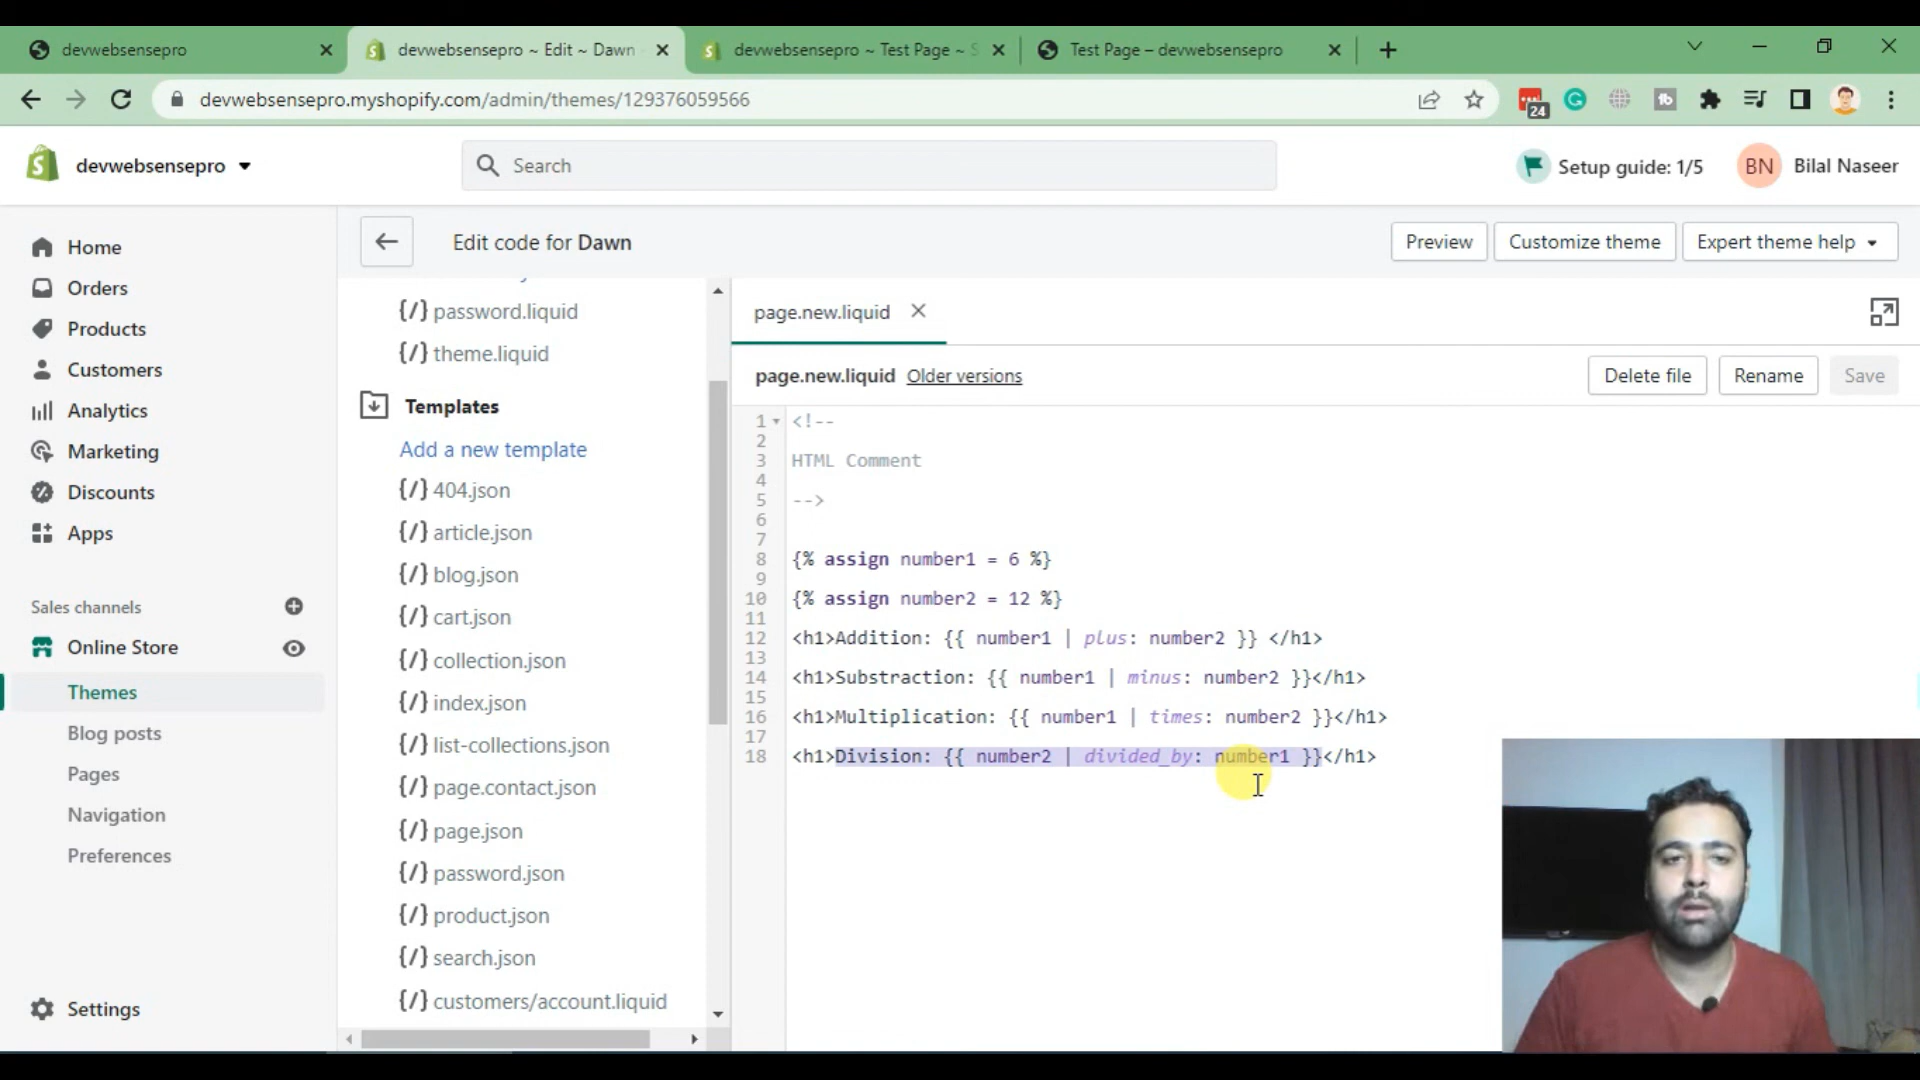 devwebsensepro
devwebsensepro ~ Edit ~ Dawn
devwebsensepro ~ Test Page ~ S
Test Page – devwebsensepro
devwebsensepro.myshopify.com/admin/themes/129376059566
24
tb
devwebsensepro
Search
Setup guide: 1/5
BN
Bilal Naseer
Home
Orders
Products
Customers
Analytics
Marketing
Discounts
Apps
Sales channels
Online Store
Themes
Blog posts
Pages
Navigation
Preferences
Settings
Edit code for Dawn
Preview
Customize theme
Expert theme help
{/} password.liquid
{/} theme.liquid
Templates
Add a new template
{/} 404.json
{/} article.json
{/} blog.json
{/} cart.json
{/} collection.json
{/} index.json
{/} list-collections.json
{/} page.contact.json
{/} page.json
{/} password.json
{/} product.json
{/} search.json
{/} customers/account.liquid
page.new.liquid
page.new.liquid Older versions
Delete file
Rename
Save
1 <!--
2
3 HTML Comment
4
5 -->
6
7
8 {% assign number1 = 6 %}
9
10 {% assign number2 = 12 %}
11
12 <h1>Addition: {{ number1 | plus: number2 }} </h1>
13
14 <h1>Substraction: {{ number1 | minus: number2 }}</h1>
15
16 <h1>Multiplication: {{ number1 | times: number2 }}</h1>
17
18 <h1>Division: {{ number2 | divided_by: number1 }}</h1>